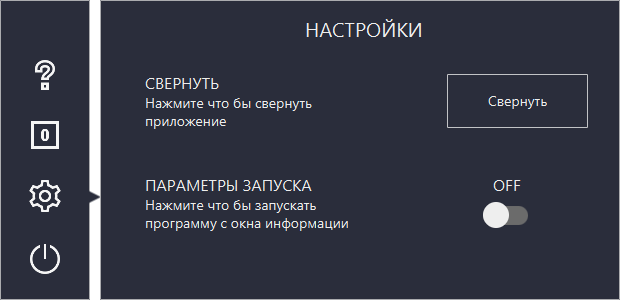 НАСТРОЙКИ
?
0
СВЕРНУТЬ
Нажмите что бы свернуть
приложение
Свернуть
ПАРАМЕТРЫ ЗАПУСКА
Нажмите что бы запускать
программу с окна информации
OFF